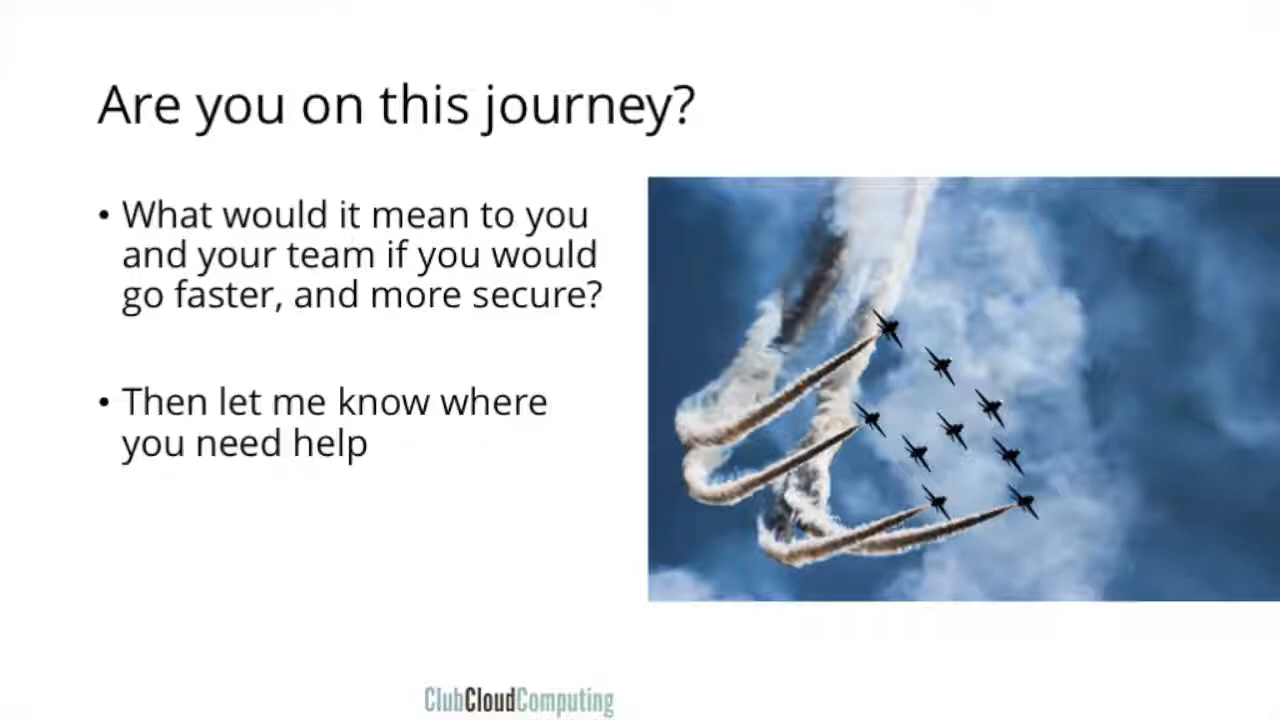 Are you on this journey?
• What would it mean to you
and your team if you would
go faster, and more secure?
• Then let me know where
you need help
ClubCloudComputing